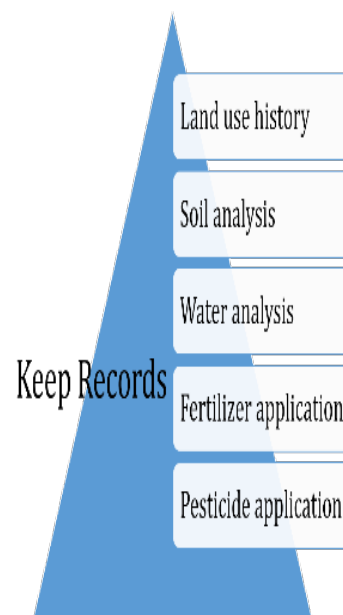 Land use history
Soil analysis
Water analysis
Keep Records
Fertilizer application
Pesticide application